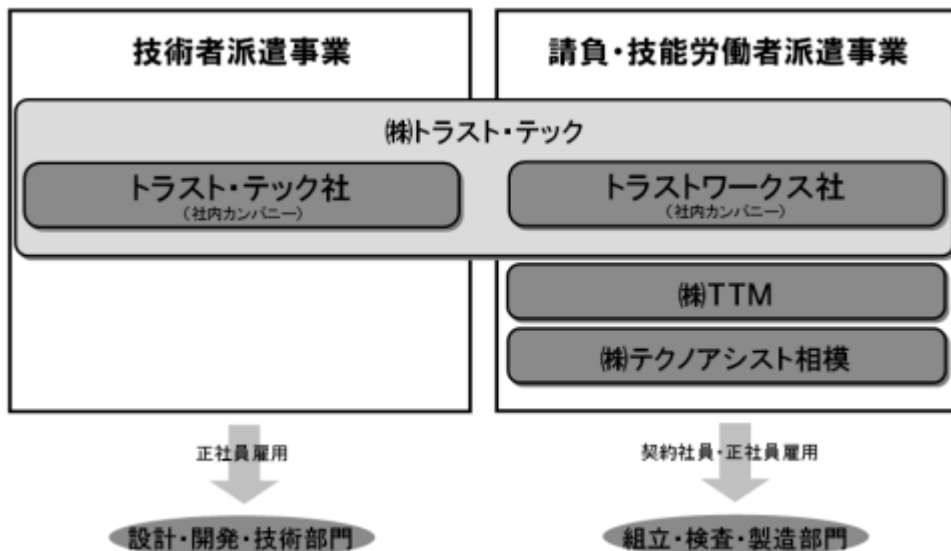 技術者派遣事業
請負・技能労働者派遣事業
㈱トラスト・テック
トラスト・テック社
(社内カンパニー)
トラストワークス社
(社内カンパニー)
㈱TTM
㈱テクノアシスト相模
正社員雇用
契約社員・正社員雇用
設計・開発・技術部門
組立・検査・製造部門